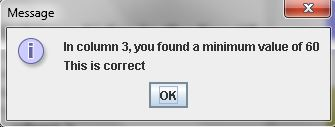 Message
In column 3, you found a minimum value of 60
This is correct
OK